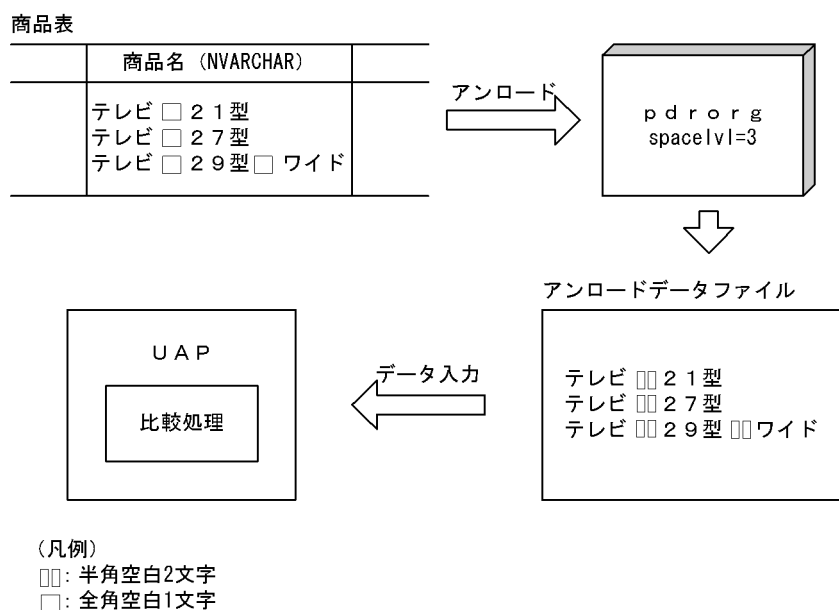 商品表
商品名（NVARCHAR）
テレビ□２１型
テレビ□２７型
テレビ□２９型□ワイド
アンロード
ｐｄｒｏｒｇ
spacelvl=3
アンロードデータファイル
テレビ▯▯２１型
テレビ▯▯２７型
テレビ▯▯２９型▯▯ワイド
データ入力
ＵＡＰ
比較処理
（凡例）
▯▯：半角空白2文字
□：全角空白1文字